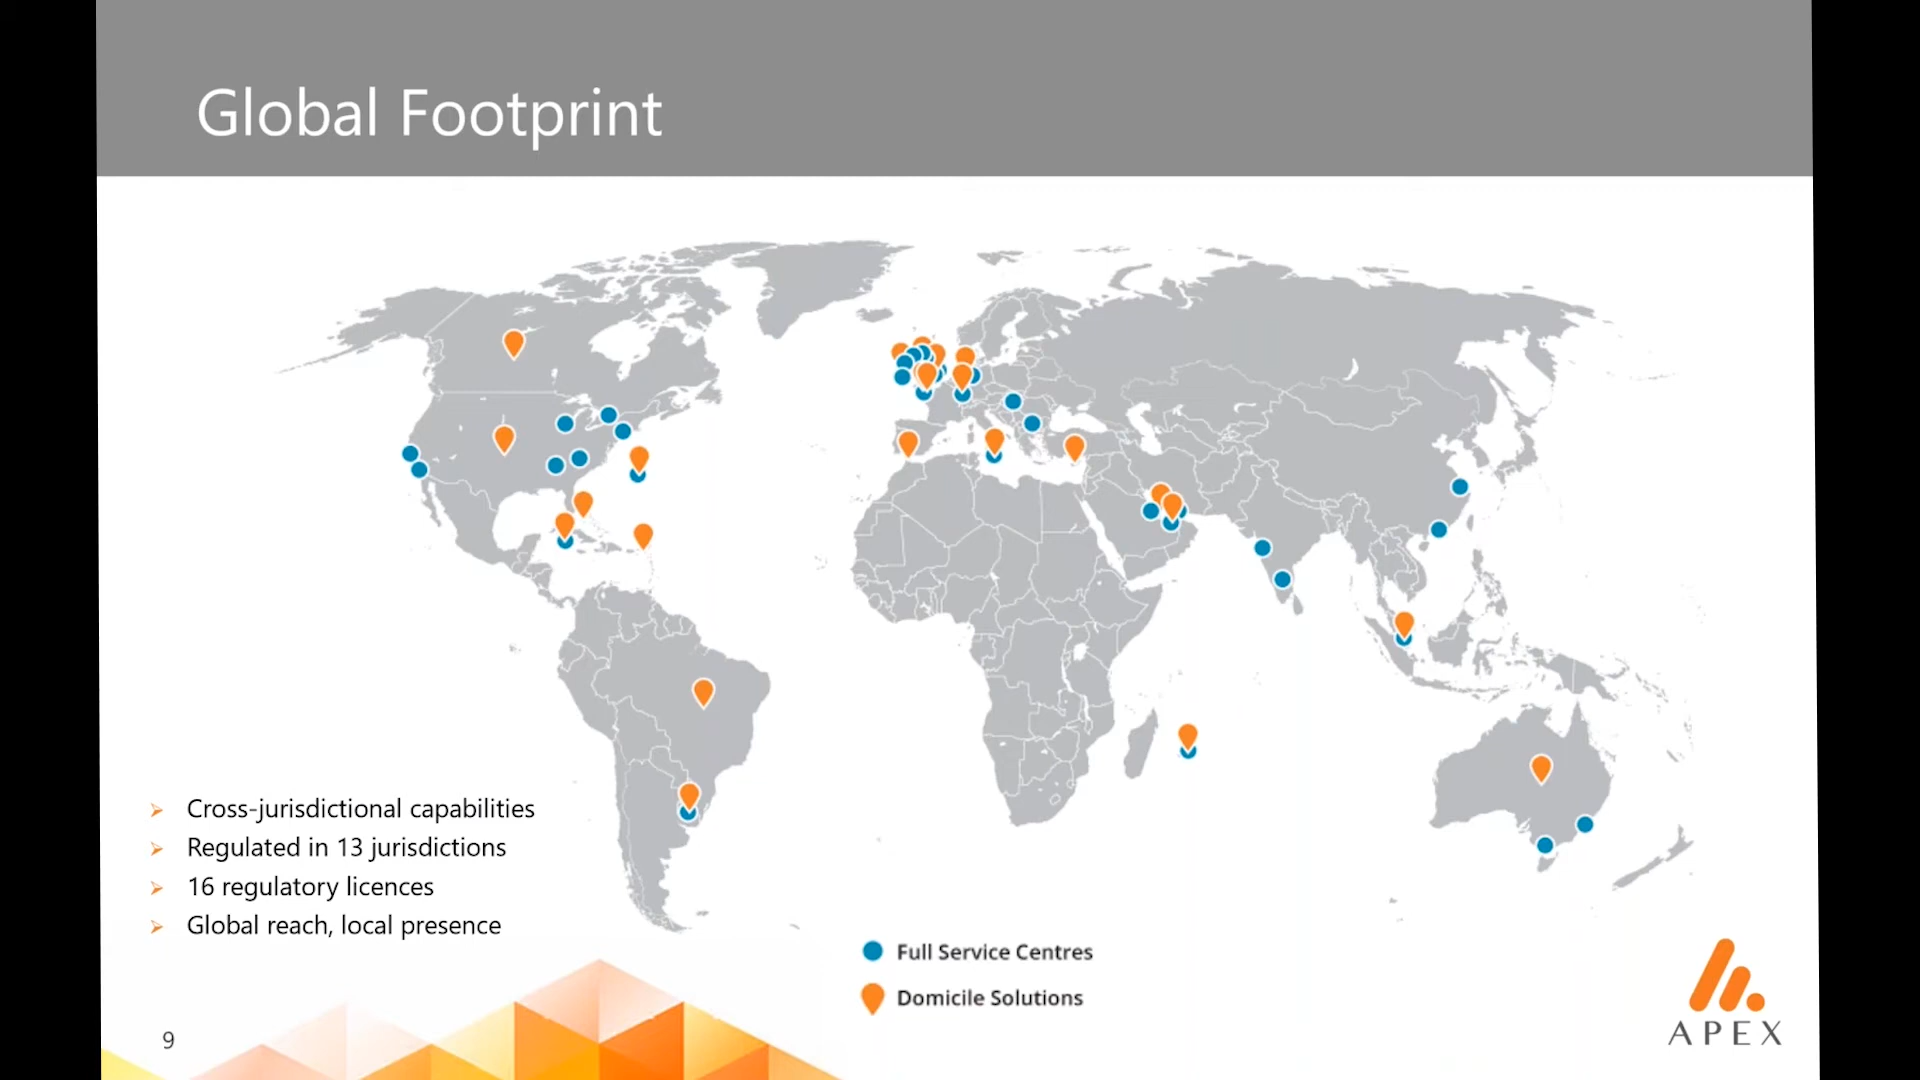 Global Footprint
Cross-jurisdictional capabilities
Regulated in 13 jurisdictions
16 regulatory licences
Global reach, local presence
Full Service Centres
Domicile Solutions
9
APEX